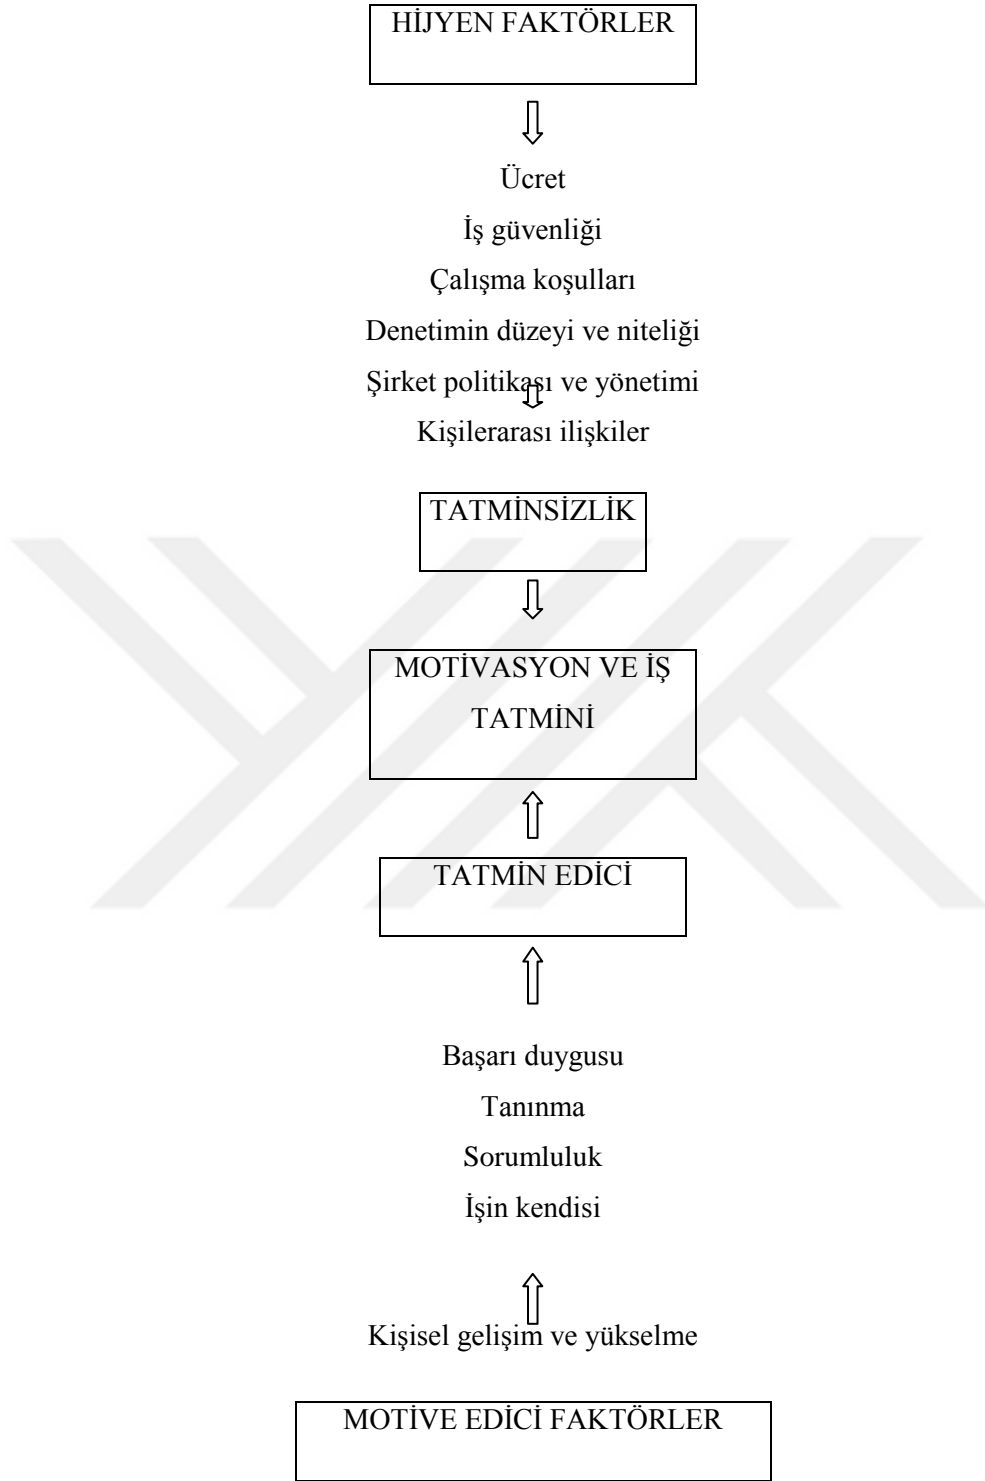 HİJYEN FAKTÖRLER
Ücret
İş güvenliği
Çalışma koşulları
Denetimin düzeyi ve niteliği
Şirket politikası ve yönetimi
Kişilerarası ilişkiler
TATMİNSİZLİK
MOTİVASYON VE İŞ
TATMİNİ
TATMİN EDİCİ
Başarı duygusu
Tanınma
Sorumluluk
İşin kendisi
Kişisel gelişim ve yükselme
MOTİVE EDİCİ FAKTÖRLER